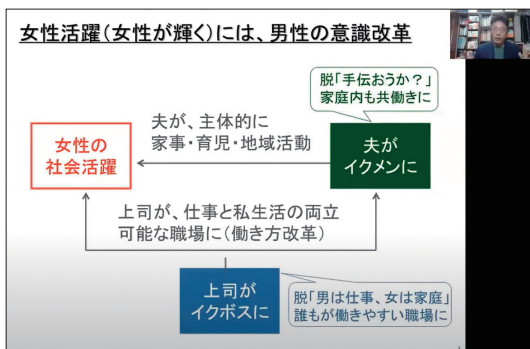 女性活躍(女性が輝く)には、男性の意識改革
脱「手伝おうか?」
家庭内も共働きに
夫が、主体的に
家事・育児・地域活動
女性の
社会活躍
夫が
イクメンに
上司が、仕事と私生活の両立
可能な職場に(働き方改革)
上司が
イクボスに
脱「男は仕事、女は家庭」
誰もが働きやすい職場に